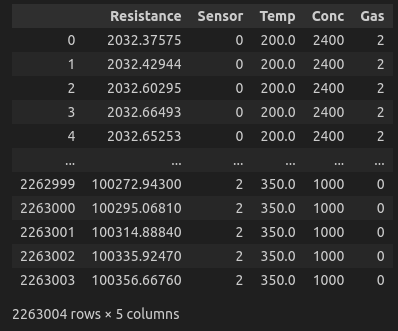 Resistance Sensor Temp Conc Gas
0 2032.37575 0 200.0 2400 2
1 2032.42944 0 200.0 2400 2
2 2032.60295 0 200.0 2400 2
3 2032.66493 0 200.0 2400 2
4 2032.65253 0 200.0 2400 2
... ... ... ... ... ...
2262999 100272.94300 2 350.0 1000 0
2263000 100295.06810 2 350.0 1000 0
2263001 100314.88840 2 350.0 1000 0
2263002 100335.92470 2 350.0 1000 0
2263003 100356.66760 2 350.0 1000 0
2263004 rows × 5 columns